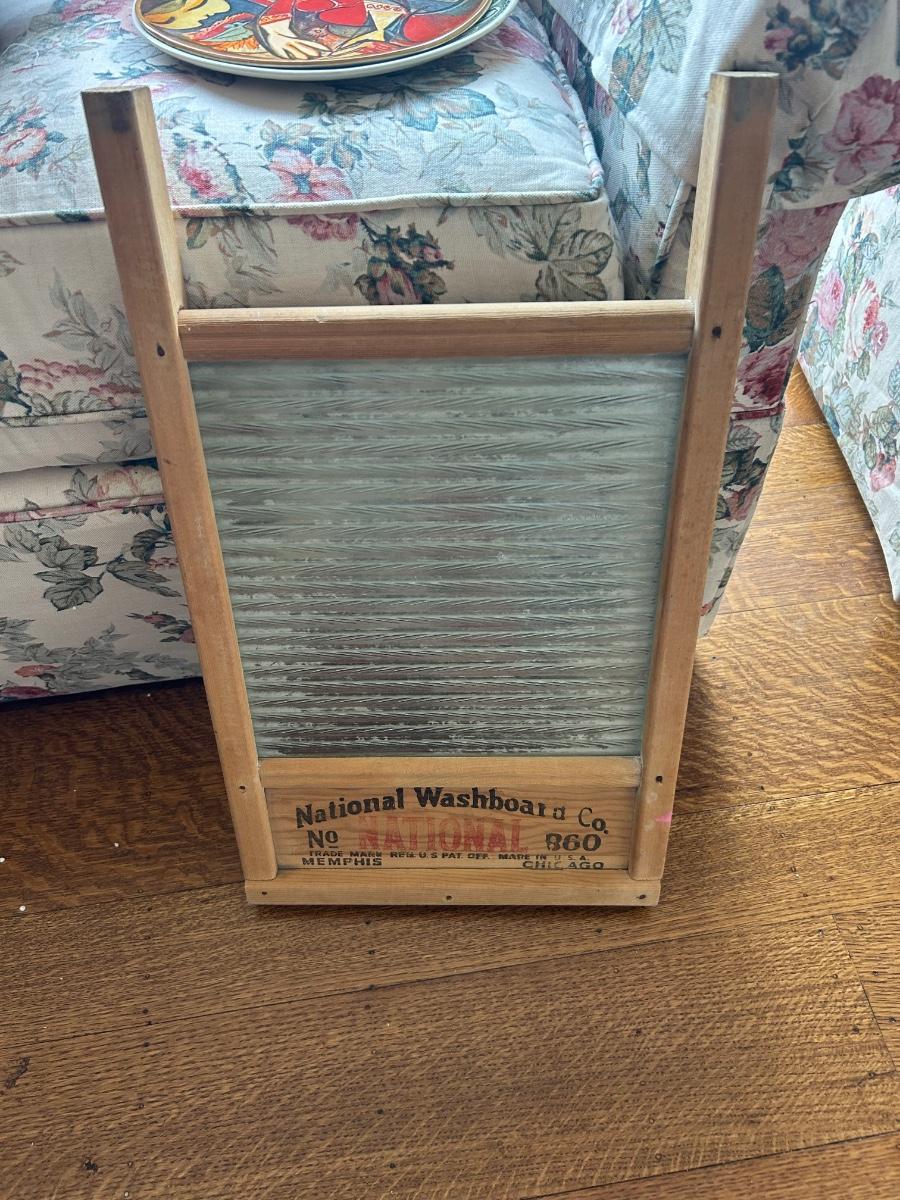 National Washboard Co.
No NATIONAL 860
TRADE MARK REG. U.S PAT. OFF. MADE IN U.S.A.
MEMPHIS CHICAGO